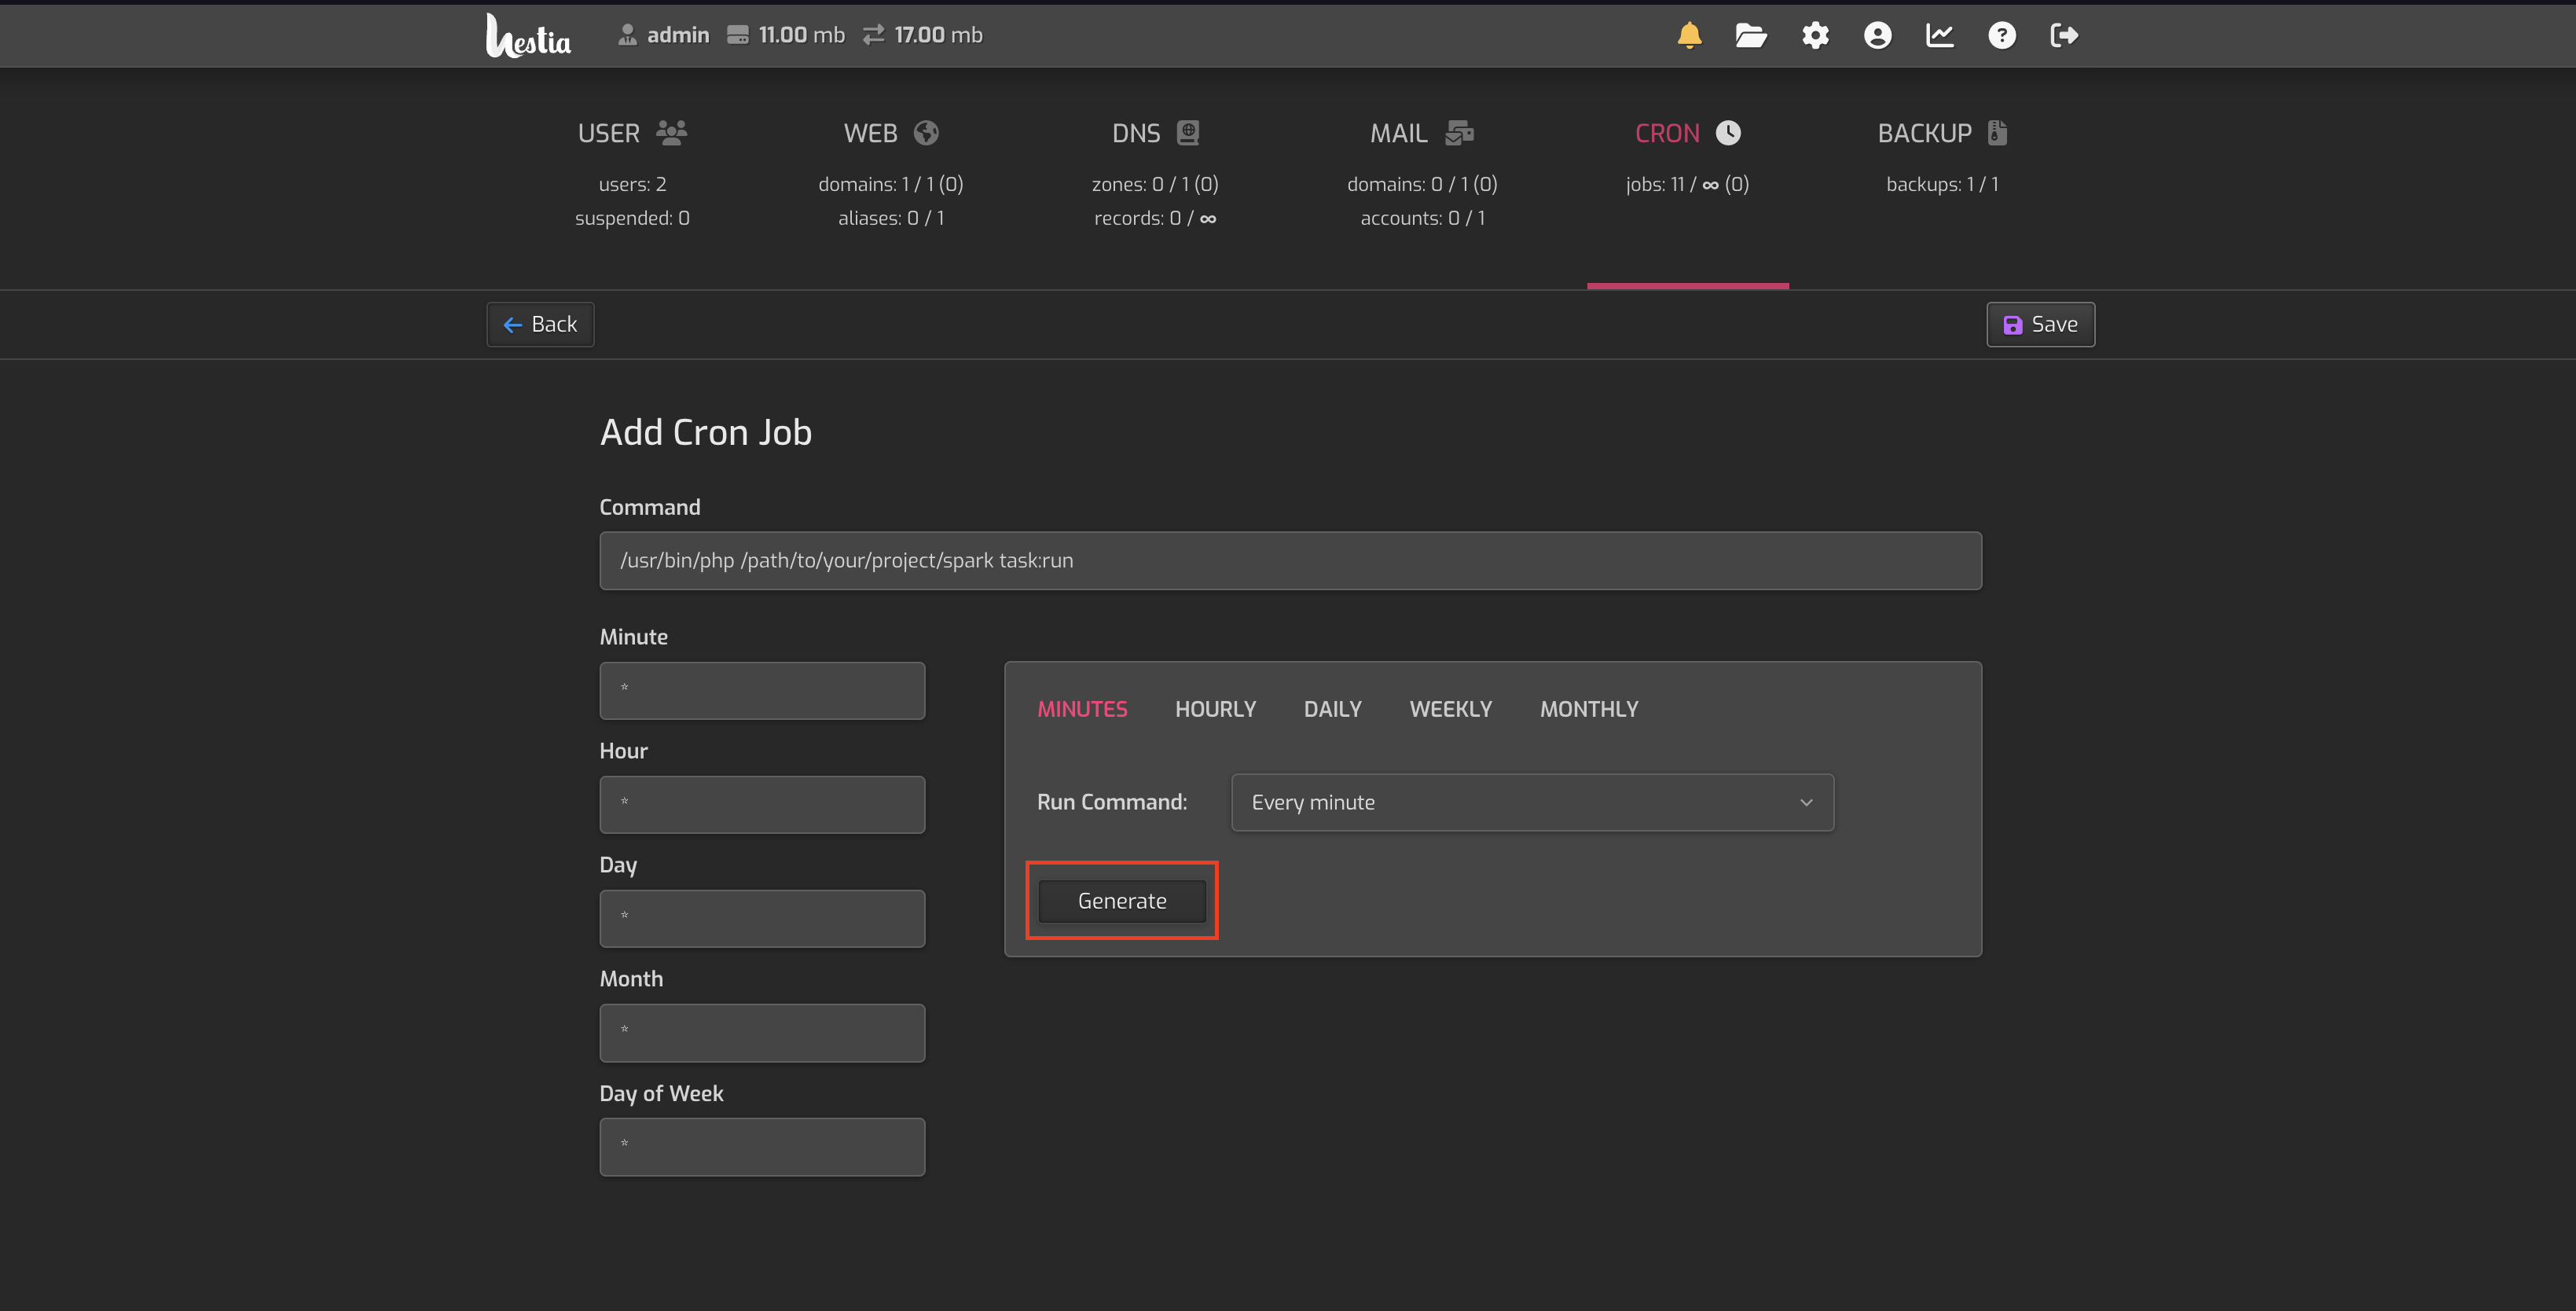 hestia admin 11.00 mb 17.00 mb
USER WEB DNS MAIL CRON BACKUP
users: 2 domains: 1 / 1 (0) zones: 0 / 1 (0) domains: 0 / 1 (0) jobs: 11 / ∞ (0) backups: 1 / 1
suspended: 0 aliases: 0 / 1 records: 0 / ∞ accounts: 0 / 1
Back Save
Add Cron Job
Command
/usr/bin/php /path/to/your/project/spark task:run
Minute
*
MINUTES HOURLY DAILY WEEKLY MONTHLY
Hour
*
Run Command: Every minute
Day
*
Generate
Month
*
Day of Week
*